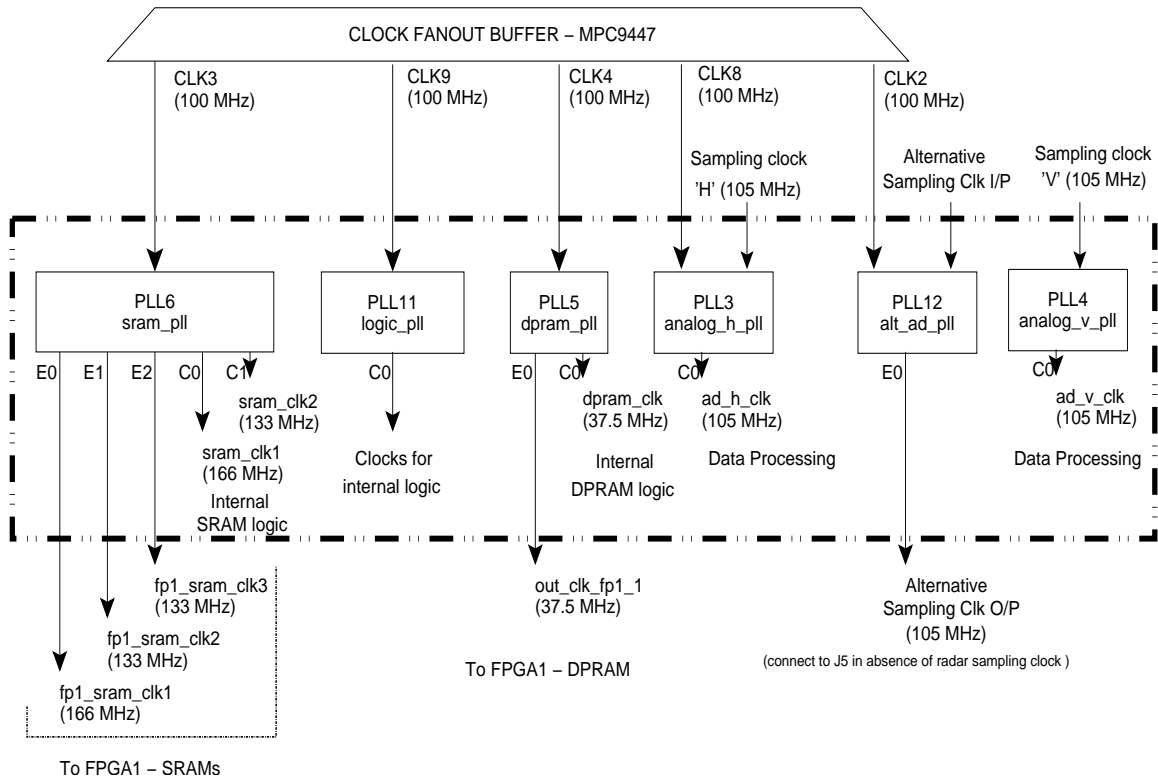 CLOCK FANOUT BUFFER – MPC9447
CLK3
(100 MHz)
CLK9
(100 MHz)
CLK4
(100 MHz)
CLK8
(100 MHz)
CLK2
(100 MHz)
Sampling clock
'H' (105 MHz)
Alternative
Sampling Clk I/P
Sampling clock
'V' (105 MHz)
PLL6
sram_pll
PLL11
logic_pll
PLL5
dpram_pll
PLL3
analog_h_pll
PLL12
alt_ad_pll
PLL4
analog_v_pll
E0
E1
E2
C0
C1
C0
E0
C0
C0
E0
C0
sram_clk2
(133 MHz)
sram_clk1
(166 MHz)
Internal
SRAM logic
Clocks for
internal logic
dpram_clk
(37.5 MHz)
Internal
DPRAM logic
ad_h_clk
(105 MHz)
Data Processing
ad_v_clk
(105 MHz)
Data Processing
fp1_sram_clk3
(133 MHz)
fp1_sram_clk2
(133 MHz)
fp1_sram_clk1
(166 MHz)
To FPGA1 – SRAMs
out_clk_fp1_1
(37.5 MHz)
To FPGA1 – DPRAM
Alternative
Sampling Clk O/P
(105 MHz)
(connect to J5 in absence of radar sampling clock )